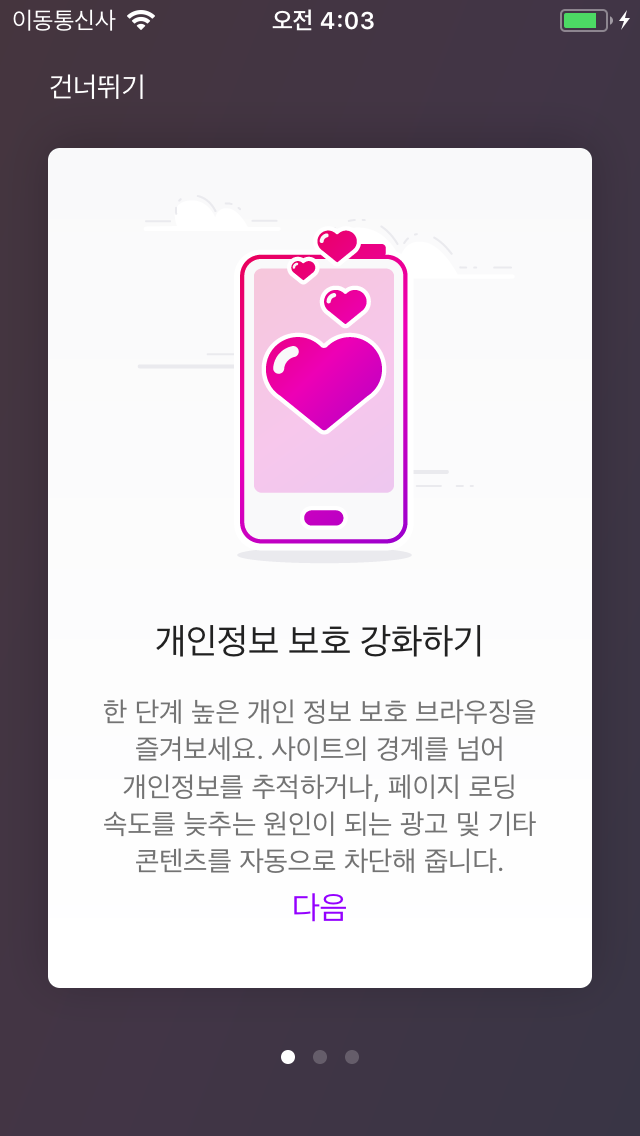 이동통신사
오전 4:03
건너뛰기
개인정보 보호 강화하기
한 단계 높은 개인 정보 보호 브라우징을
즐겨보세요. 사이트의 경계를 넘어
개인정보를 추적하거나, 페이지 로딩
속도를 늦추는 원인이 되는 광고 및 기타
콘텐츠를 자동으로 차단해 줍니다.
다음